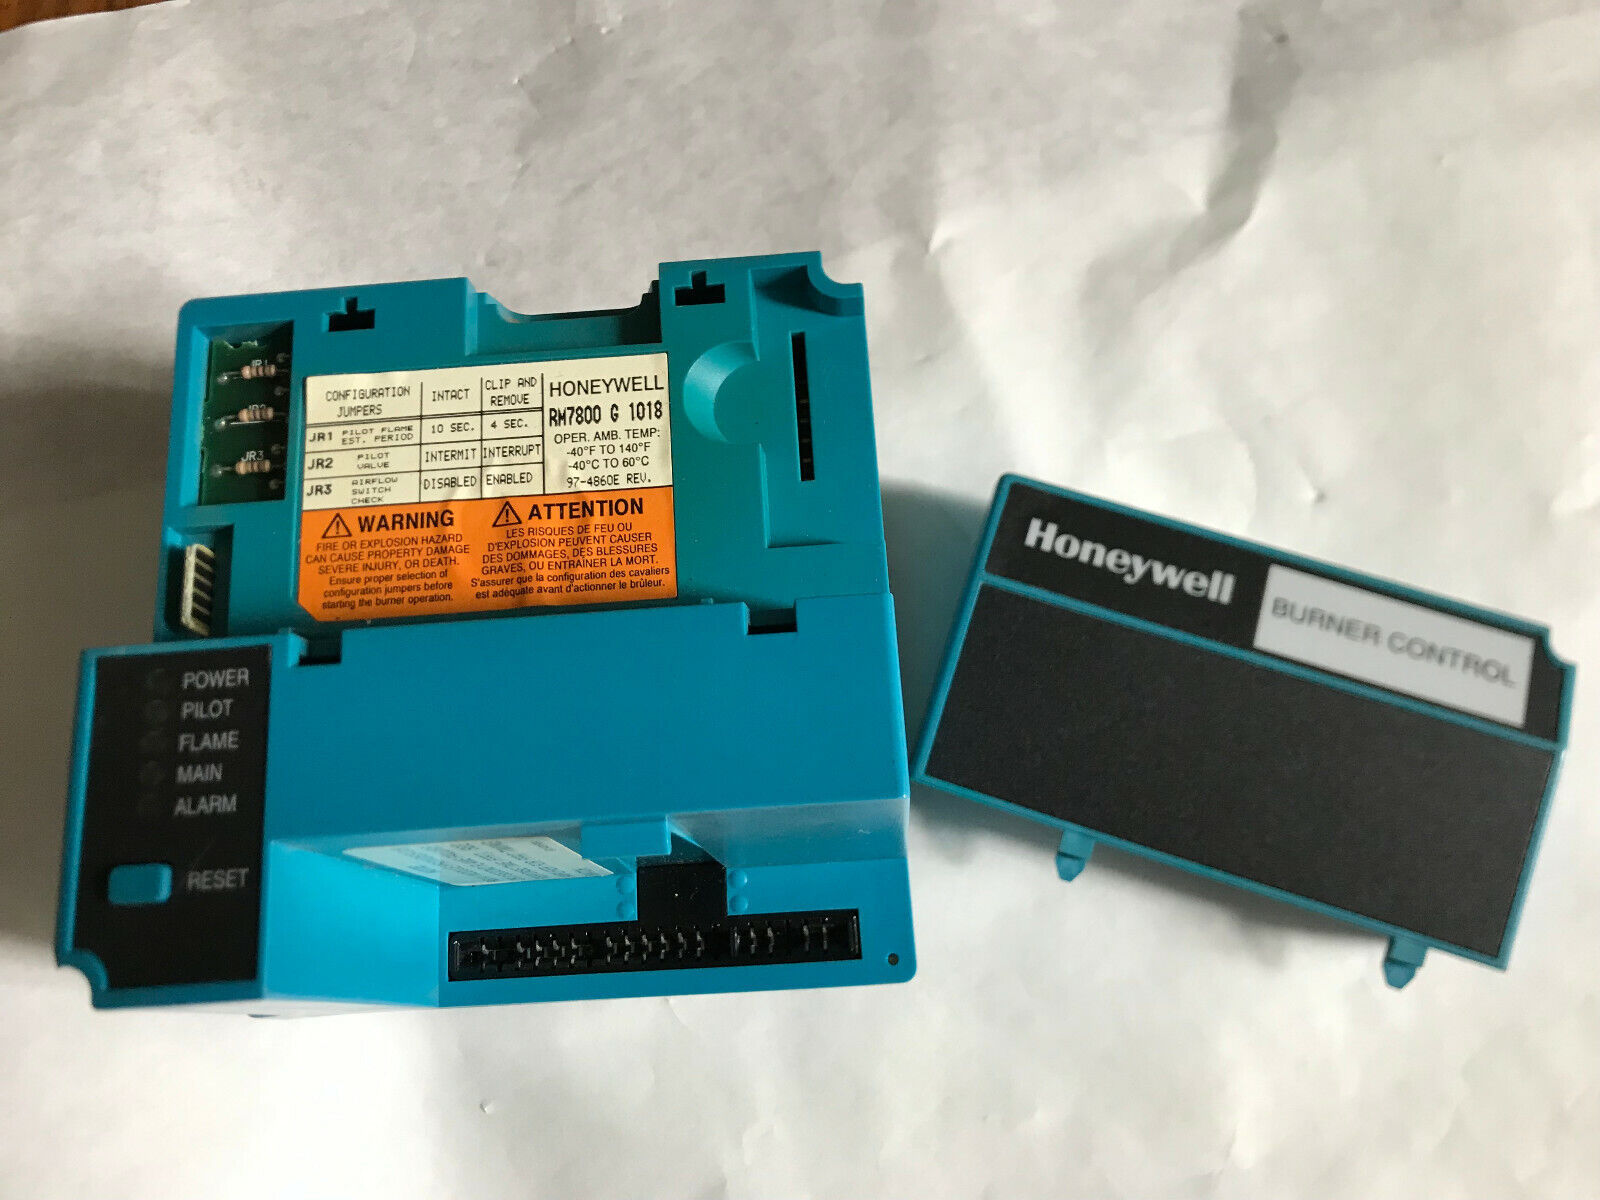 JR1
JR2
JR3
CONFIGURATION JUMPERS INTACT CLIP AND REMOVE
JR1 PILOT FLAME EST. PERIOD 10 SEC. 4 SEC.
JR2 PILOT VALVE INTERMIT INTERRUPT
JR3 AIRFLOW SWITCH CHECK DISABLED ENABLED
HONEYWELL
RM7800 G 1018
OPER. AMB. TEMP:
-40°F TO 140°F
-40°C TO 60°C
97-4860E REV.
WARNING
FIRE OR EXPLOSION HAZARD
CAN CAUSE PROPERTY DAMAGE
SEVERE INJURY, OR DEATH.
Ensure proper selection of
configuration jumpers before
starting the burner operation.
ATTENTION
LES RISQUES DE FEU OU
D'EXPLOSION PEUVENT CAUSER
DES DOMMAGES, DES BLESSURES
GRAVES, OU ENTRAÎNER LA MORT.
S'assurer que la configuration des cavaliers
est adéquate avant d'actionner le brûleur.
POWER
PILOT
FLAME
MAIN
ALARM
RESET
Honeywell
BURNER CONTROL